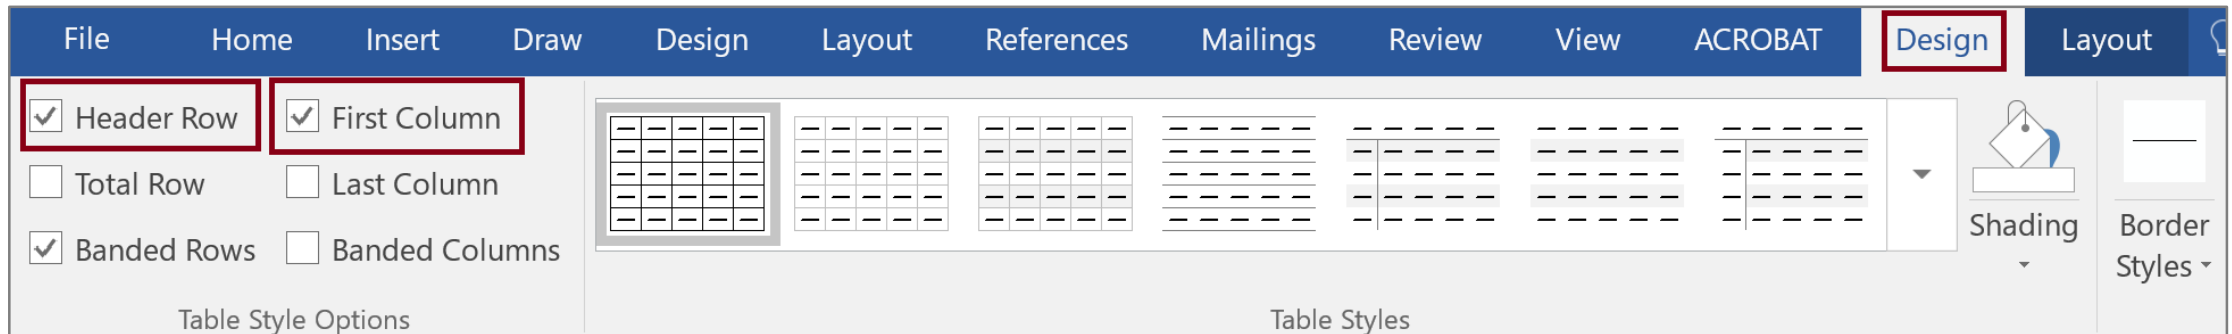 File Home Insert Draw Design Layout References Mailings Review View ACROBAT Design Layout
Header Row First Column
Total Row Last Column
Banded Rows Banded Columns
Table Style Options
Table Styles
Shading
Border
Styles